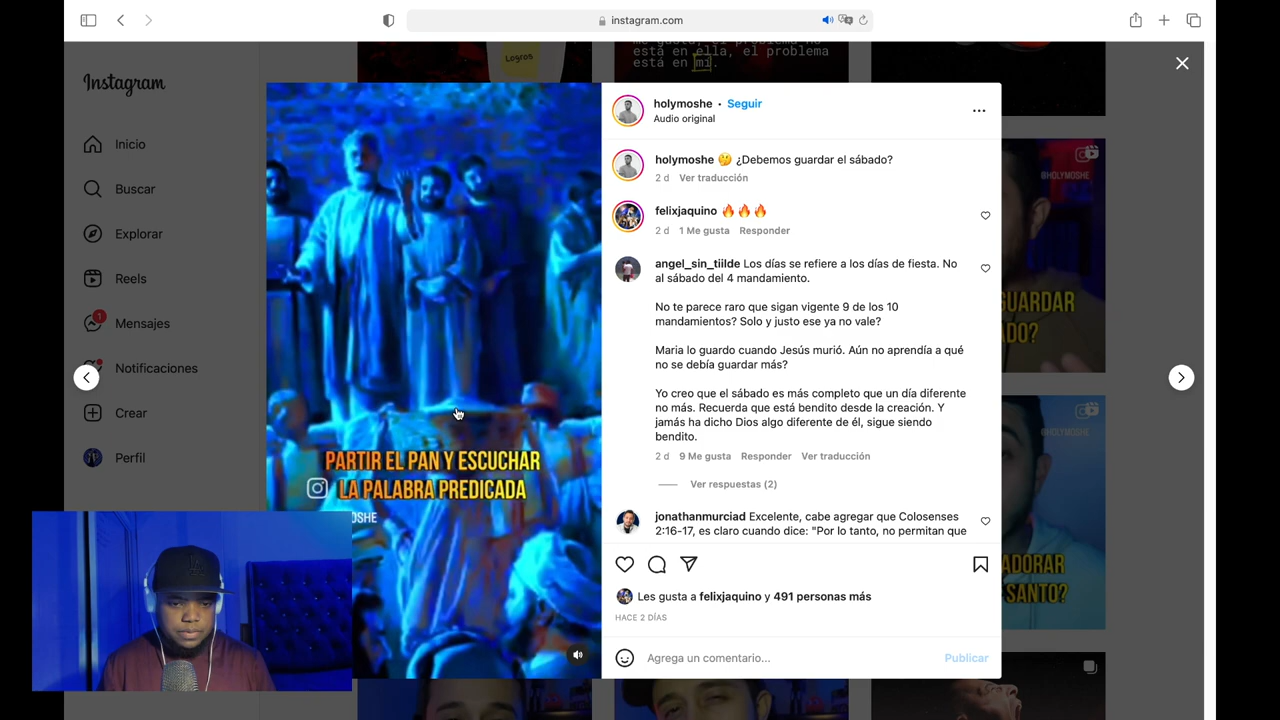 instagram.com
Instagram
Inicio
Buscar
Explorar
Reels
1
Mensajes
Notificaciones
Crear
Perfil
Logros
me gusta, el problema no
está en ella, el problema
está en mí.
PARTIR EL PAN Y ESCUCHAR
LA PALABRA PREDICADA
holymoshe • Seguir
Audio original
holymoshe 🤔 ¿Debemos guardar el sábado?
2 d Ver traducción
felixjaquino 🔥🔥🔥
2 d 1 Me gusta Responder
angel_sin_tiilde Los días se refiere a los días de fiesta. No
al sábado del 4 mandamiento.
No te parece raro que sigan vigente 9 de los 10
mandamientos? Solo y justo ese ya no vale?
Maria lo guardo cuando Jesús murió. Aún no aprendía a qué
no se debía guardar más?
Yo creo que el sábado es más completo que un día diferente
no más. Recuerda que está bendito desde la creación. Y
jamás ha dicho Dios algo diferente de él, sigue siendo
bendito.
2 d 9 Me gusta Responder Ver traducción
Ver respuestas (2)
jonathanmurciad Excelente, cabe agregar que Colosenses
2:16-17, es claro cuando dice: "Por lo tanto, no permitan que
Les gusta a felixjaquino y 491 personas más
HACE 2 DÍAS
Agrega un comentario...
Publicar
@HOLYMOSHE
GUARDAR
@HOLYMOSHE